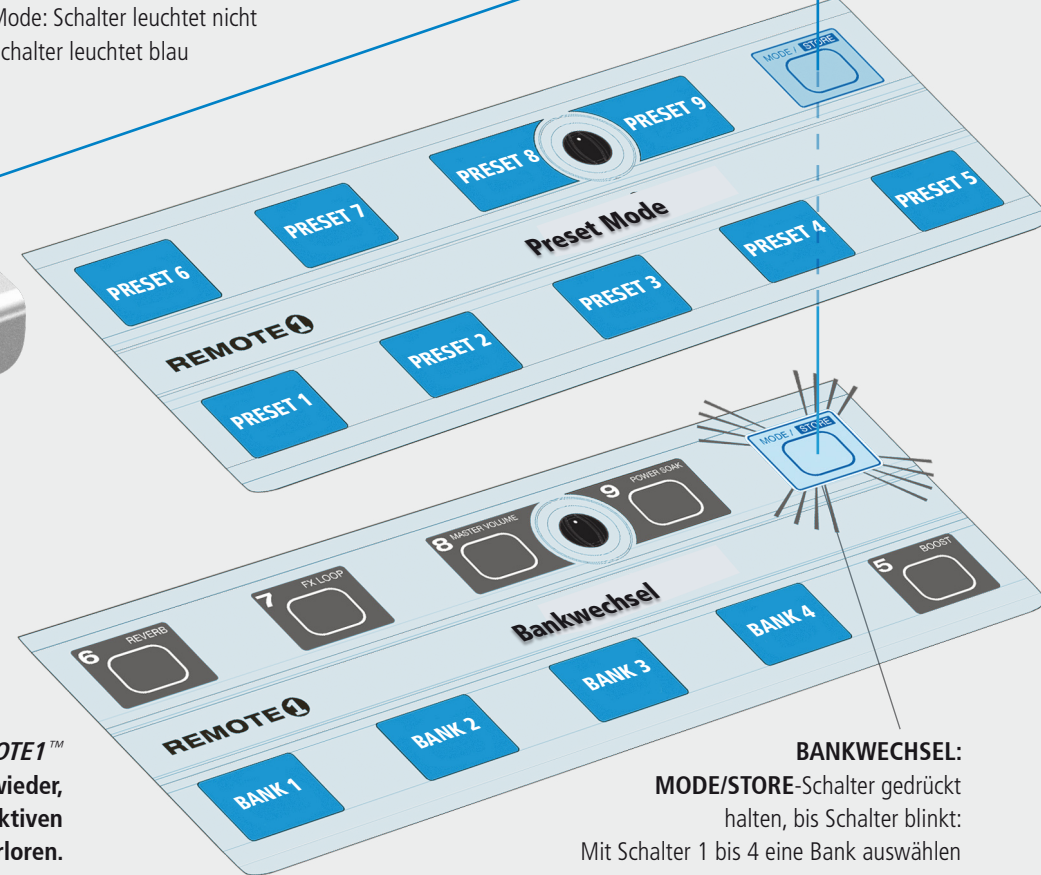 Mode: Schalter leuchtet nicht
chalter leuchtet blau
MODE / STORE
PRESET 6
PRESET 7
PRESET 8
PRESET 9
Preset Mode
REMOTE1
PRESET 1
PRESET 2
PRESET 3
PRESET 4
PRESET 5
MODE / STORE
6 REVERB
7 FX LOOP
8 MASTER VOLUME
9 POWER SOAK
Bankwechsel
REMOTE1
BANK 1
BANK 2
BANK 3
BANK 4
5 BOOST
OTE1™
wieder,
ktiven
rloren.
BANKWECHSEL:
MODE/STORE-Schalter gedrückt
halten, bis Schalter blinkt:
Mit Schalter 1 bis 4 eine Bank auswählen